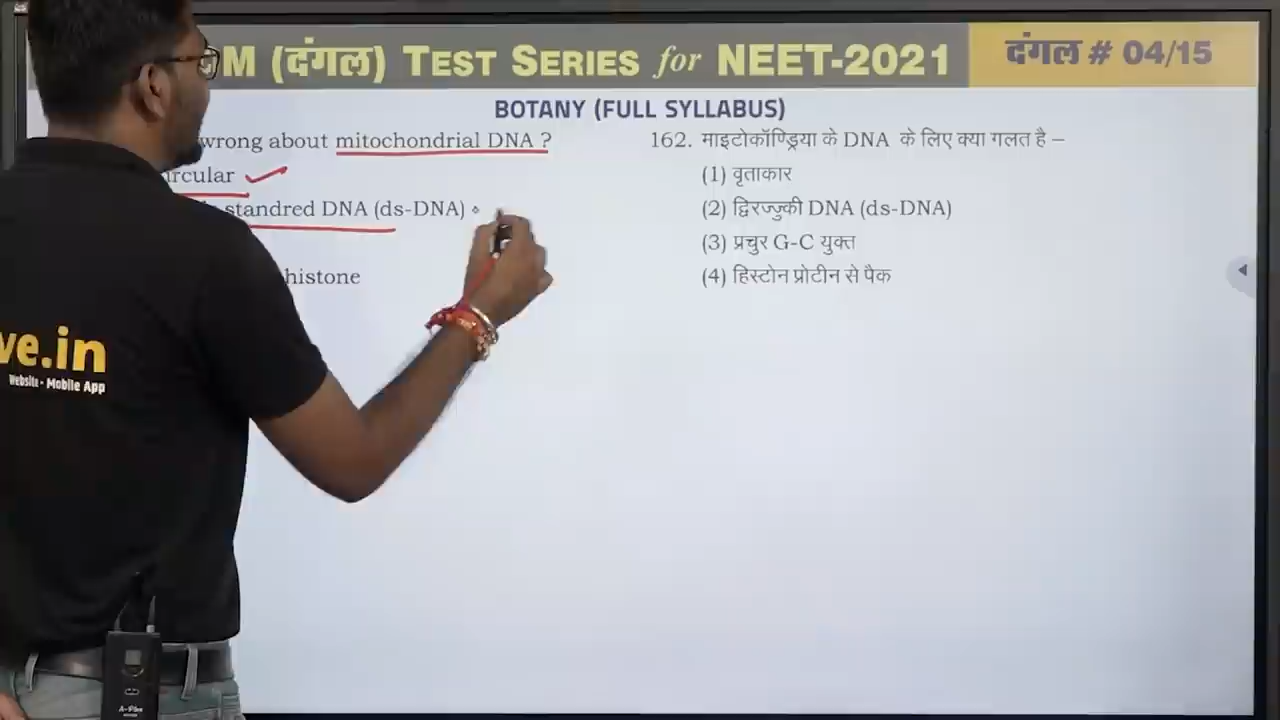 M (दंगल) TEST SERIES for NEET-2021
दंगल # 04/15
BOTANY (FULL SYLLABUS)
wrong about mitochondrial DNA ?
standred DNA (ds-DNA)
histone
162. माइटोकॉण्ड्रिया के DNA के लिए क्या गलत है –
(1) वृताकार
(2) द्विरज्जुकी DNA (ds-DNA)
(3) प्रचुर G-C युक्त
(4) हिस्टोन प्रोटीन से पैक
ve.in
Website • Mobile App